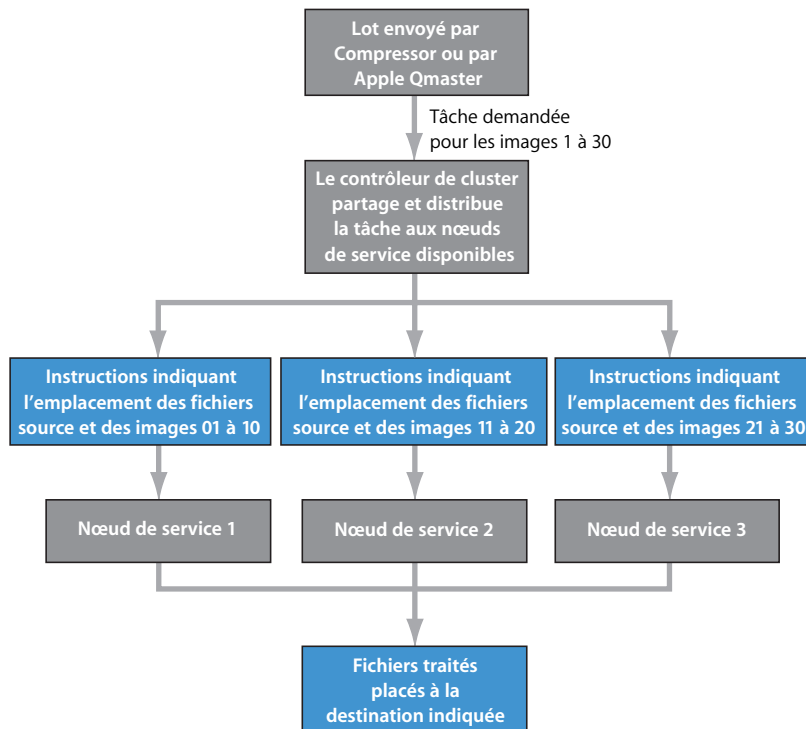 Lot envoyé par
Compressor ou par
Apple Qmaster
Tâche demandée
pour les images 1 à 30
Le contrôleur de cluster
partage et distribue
la tâche aux nœuds
de service disponibles
Instructions indiquant
l’emplacement des fichiers
source et des images 01 à 10
Instructions indiquant
l’emplacement des fichiers
source et des images 11 à 20
Instructions indiquant
l’emplacement des fichiers
source et des images 21 à 30
Nœud de service 1
Nœud de service 2
Nœud de service 3
Fichiers traités
placés à la
destination indiquée